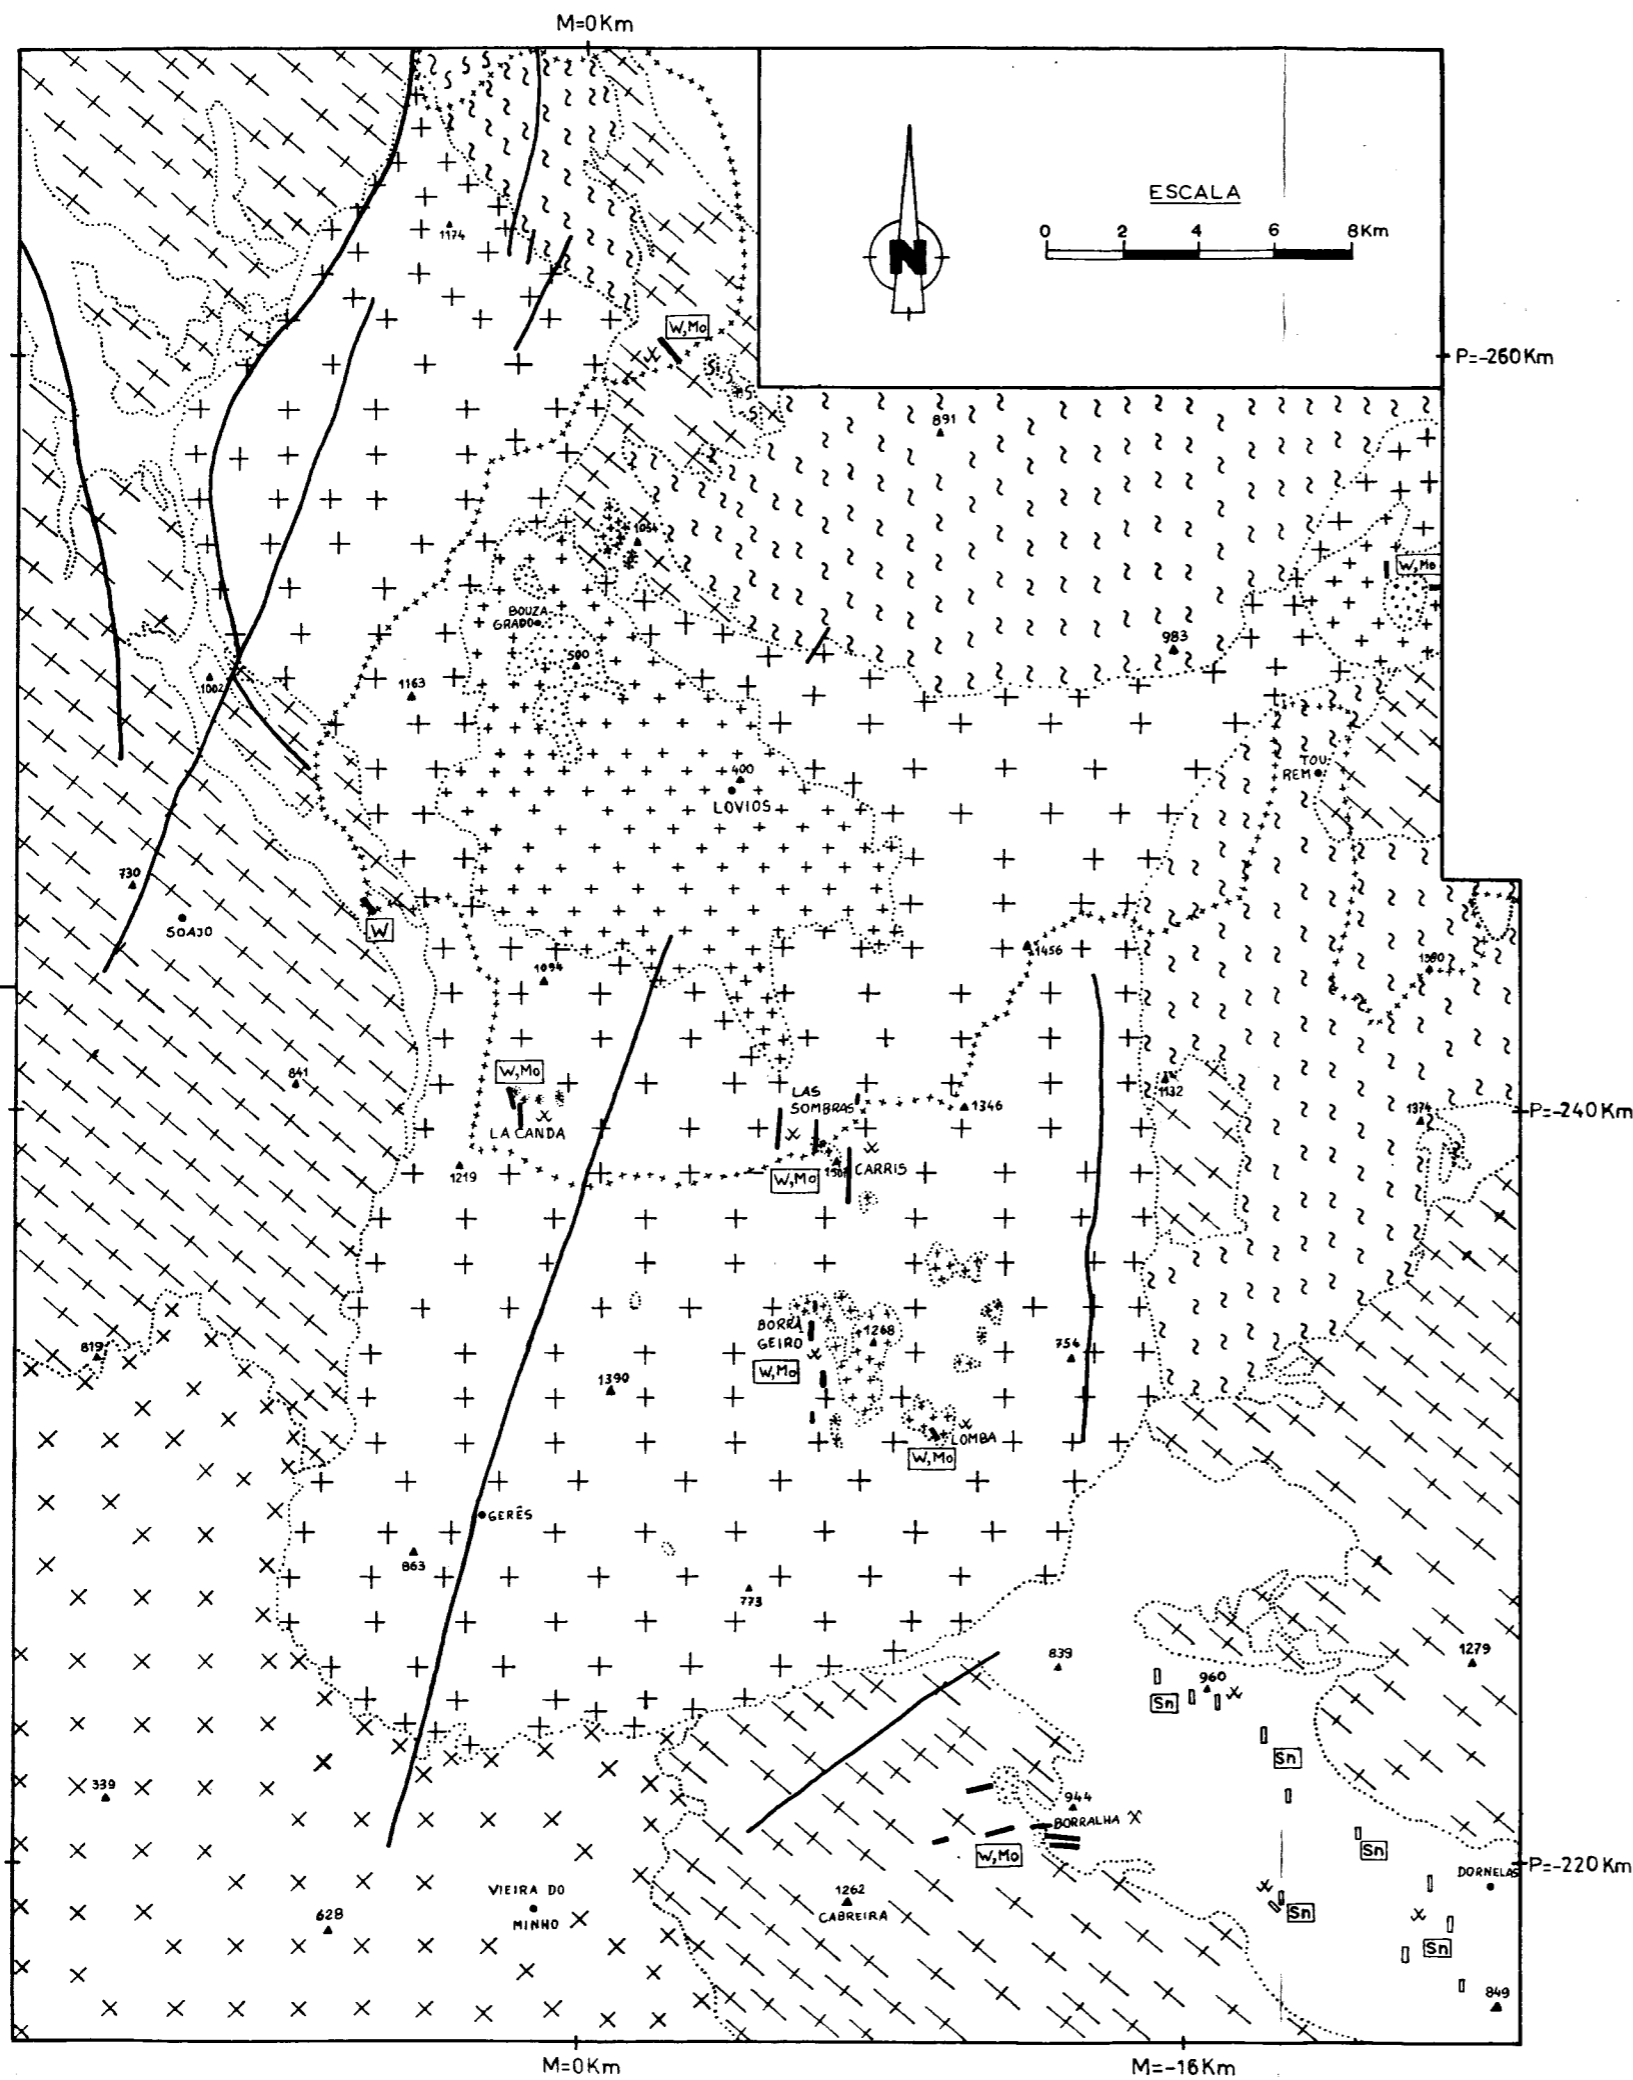 M=0Km
ESCALA
0 2 4 6 8Km
N
1174
W,Mo
P=-260Km
891
1054
W,Mo
BOUZA-
GRADO
500
983
1002
1163
TOU-
REM
400
LOVIOS
730
SOAJO
W
1094
1456
841
W,Mo
LAS
SOMBRAS
1346
1132
1374
P=-240Km
LA CANDA
1219
W,Mo
CARRIS
BORRA
GEIRO
1268
819
754
W,Mo
1390
LOMBA
W,Mo
GERÊS
863
773
839
960
1279
Sn
Sn
339
944
BORRALHA
W,Mo
Sn
P=-220Km
DORNELAS
VIEIRA DO
MINHO
1262
CABREIRA
628
Sn
Sn
849
M=0Km
M=-16Km